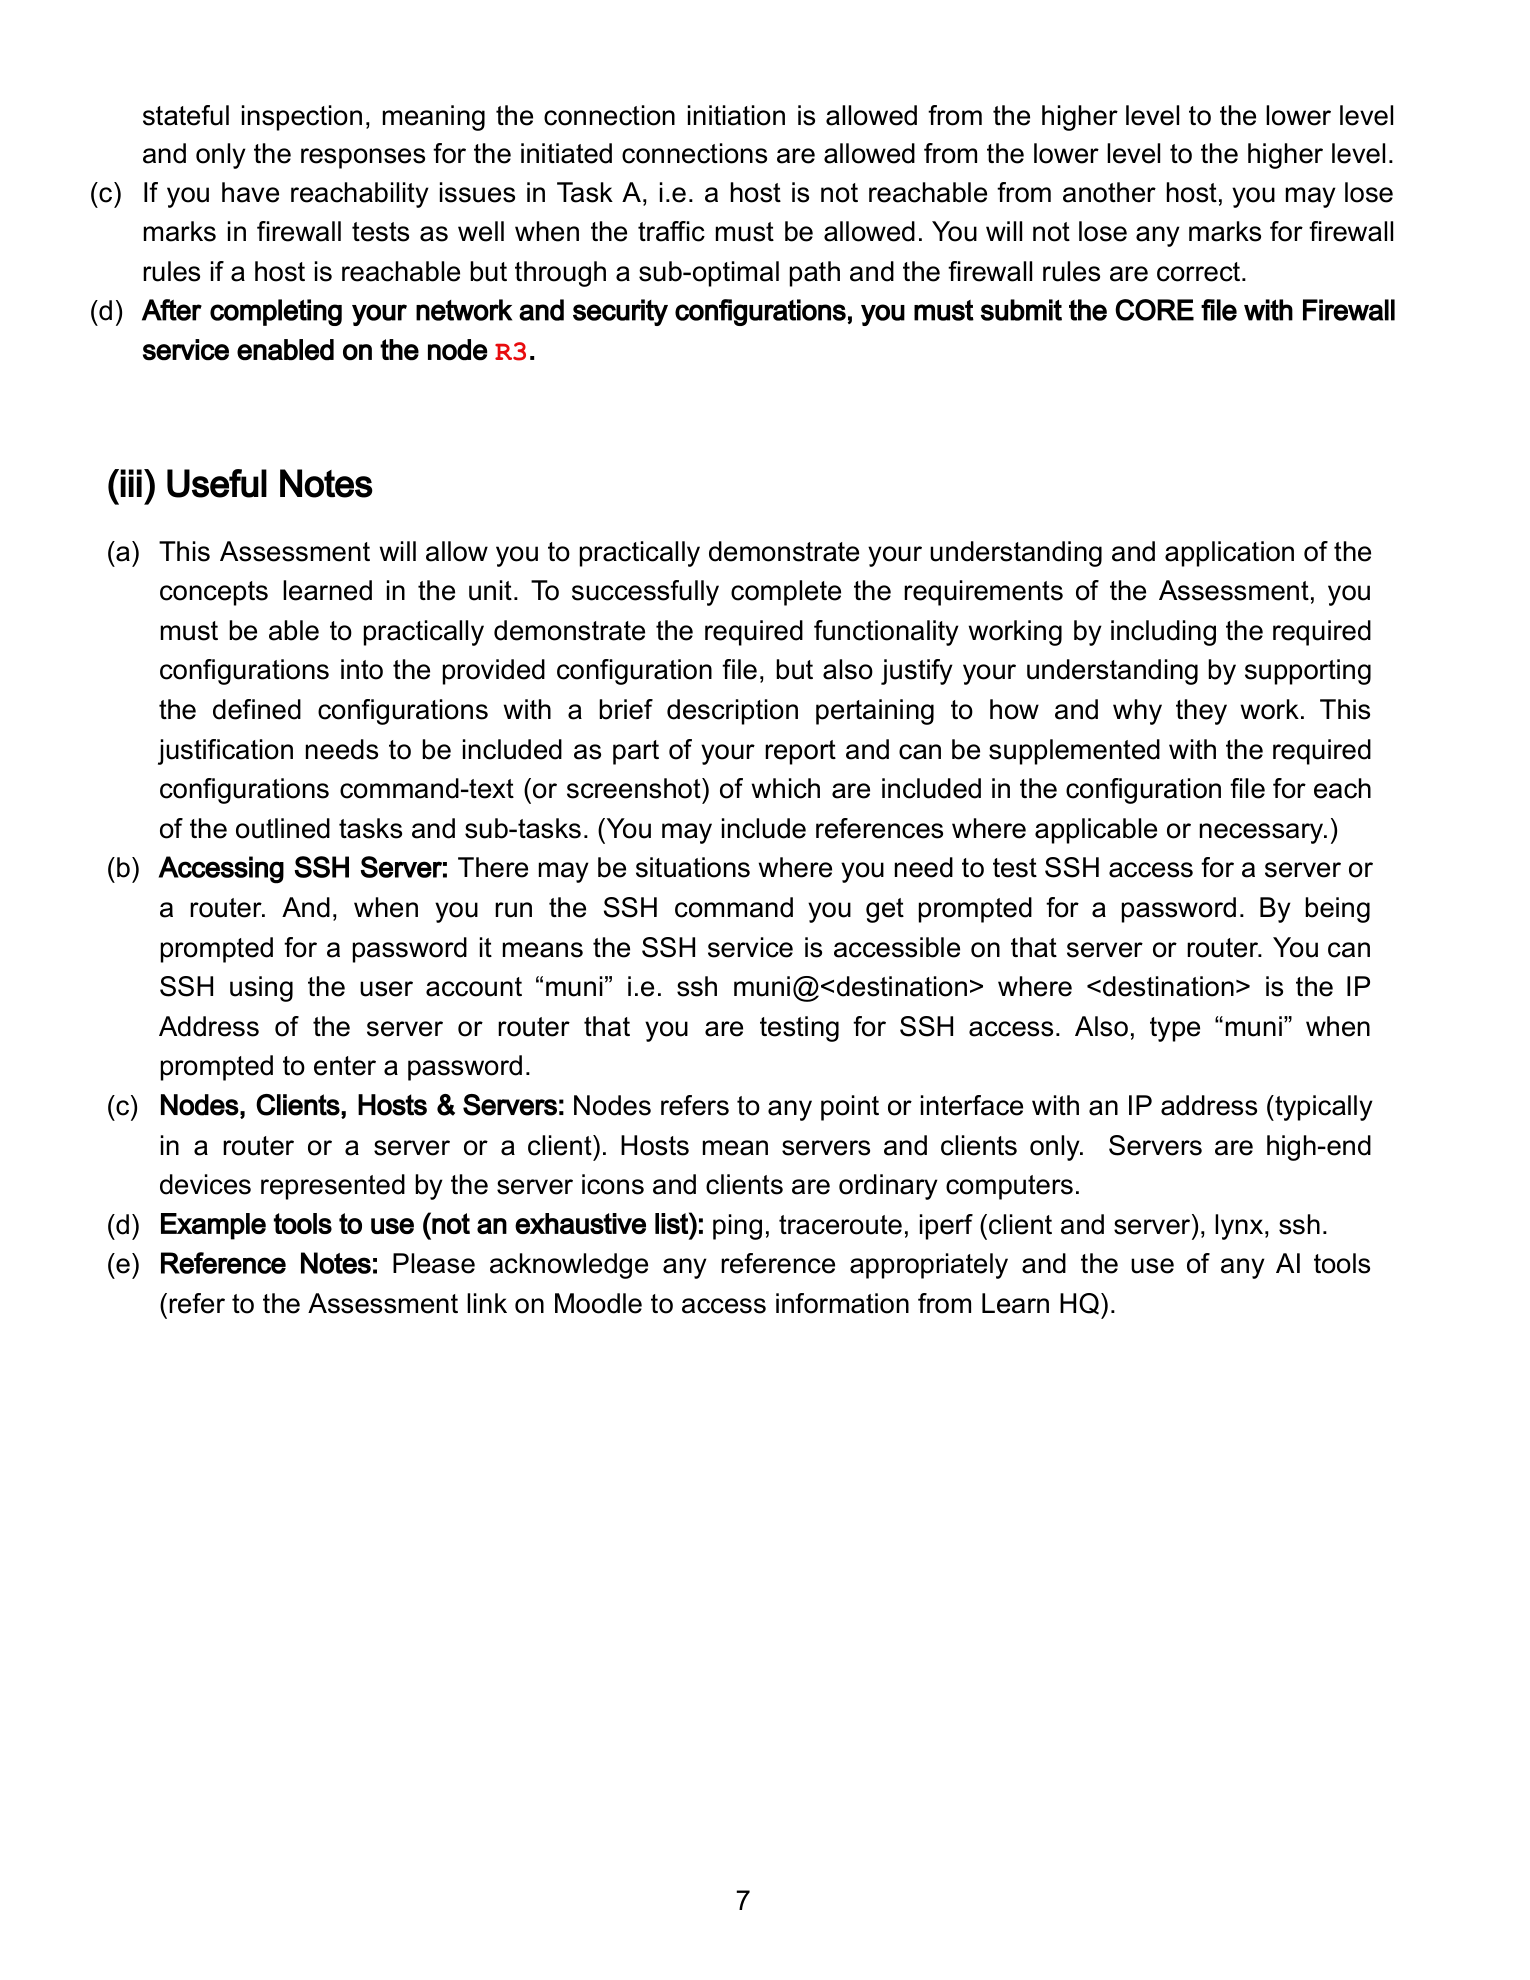 stateful inspection, meaning the connection initiation is allowed from the higher level to the lower level
and only the responses for the initiated connections are allowed from the lower level to the higher level.
(c) If you have reachability issues in Task A, i.e. a host is not reachable from another host, you may lose
marks in firewall tests as well when the traffic must be allowed. You will not lose any marks for firewall
rules if a host is reachable but through a sub-optimal path and the firewall rules are correct.
(d) After completing your network and security configurations, you must submit the CORE file with Firewall
service enabled on the node R3.
(iii) Useful Notes
(a) This Assessment will allow you to practically demonstrate your understanding and application of the
concepts learned in the unit. To successfully complete the requirements of the Assessment, you
must be able to practically demonstrate the required functionality working by including the required
configurations into the provided configuration file, but also justify your understanding by supporting
the defined configurations with a brief description pertaining to how and why they work. This
justification needs to be included as part of your report and can be supplemented with the required
configurations command-text (or screenshot) of which are included in the configuration file for each
of the outlined tasks and sub-tasks. (You may include references where applicable or necessary.)
(b) Accessing SSH Server: There may be situations where you need to test SSH access for a server or
a router. And, when you run the SSH command you get prompted for a password. By being
prompted for a password it means the SSH service is accessible on that server or router. You can
SSH using the user account “muni” i.e. ssh muni@<destination> where <destination> is the IP
Address of the server or router that you are testing for SSH access. Also, type “muni” when
prompted to enter a password.
(c) Nodes, Clients, Hosts & Servers: Nodes refers to any point or interface with an IP address (typically
in a router or a server or a client). Hosts mean servers and clients only. Servers are high-end
devices represented by the server icons and clients are ordinary computers.
(d) Example tools to use (not an exhaustive list): ping, traceroute, iperf (client and server), lynx, ssh.
(e) Reference Notes: Please acknowledge any reference appropriately and the use of any AI tools
(refer to the Assessment link on Moodle to access information from Learn HQ).
7